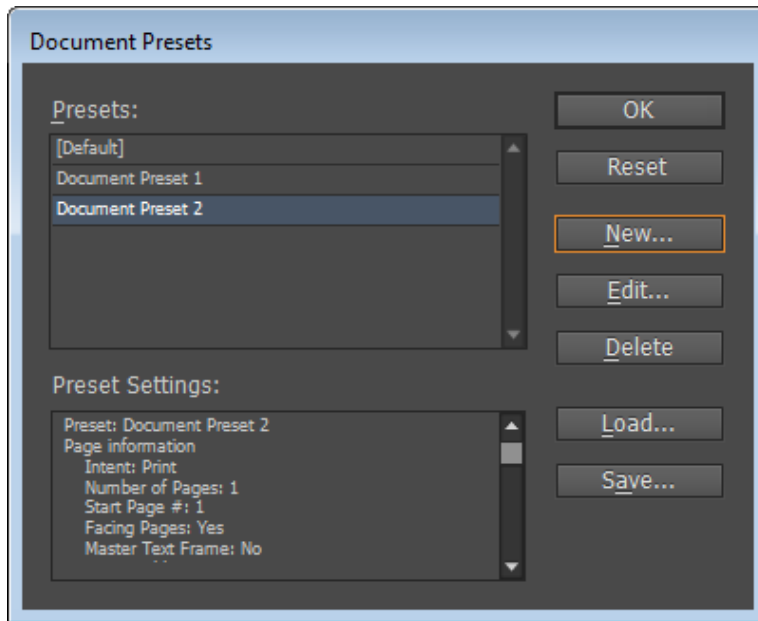 Document Presets
Presets:
[Default]
Document Preset 1
Document Preset 2
OK
Reset
New...
Edit...
Delete
Load...
Save...
Preset Settings:
Preset: Document Preset 2
Page information
Intent: Print
Number of Pages: 1
Start Page #: 1
Facing Pages: Yes
Master Text Frame: No